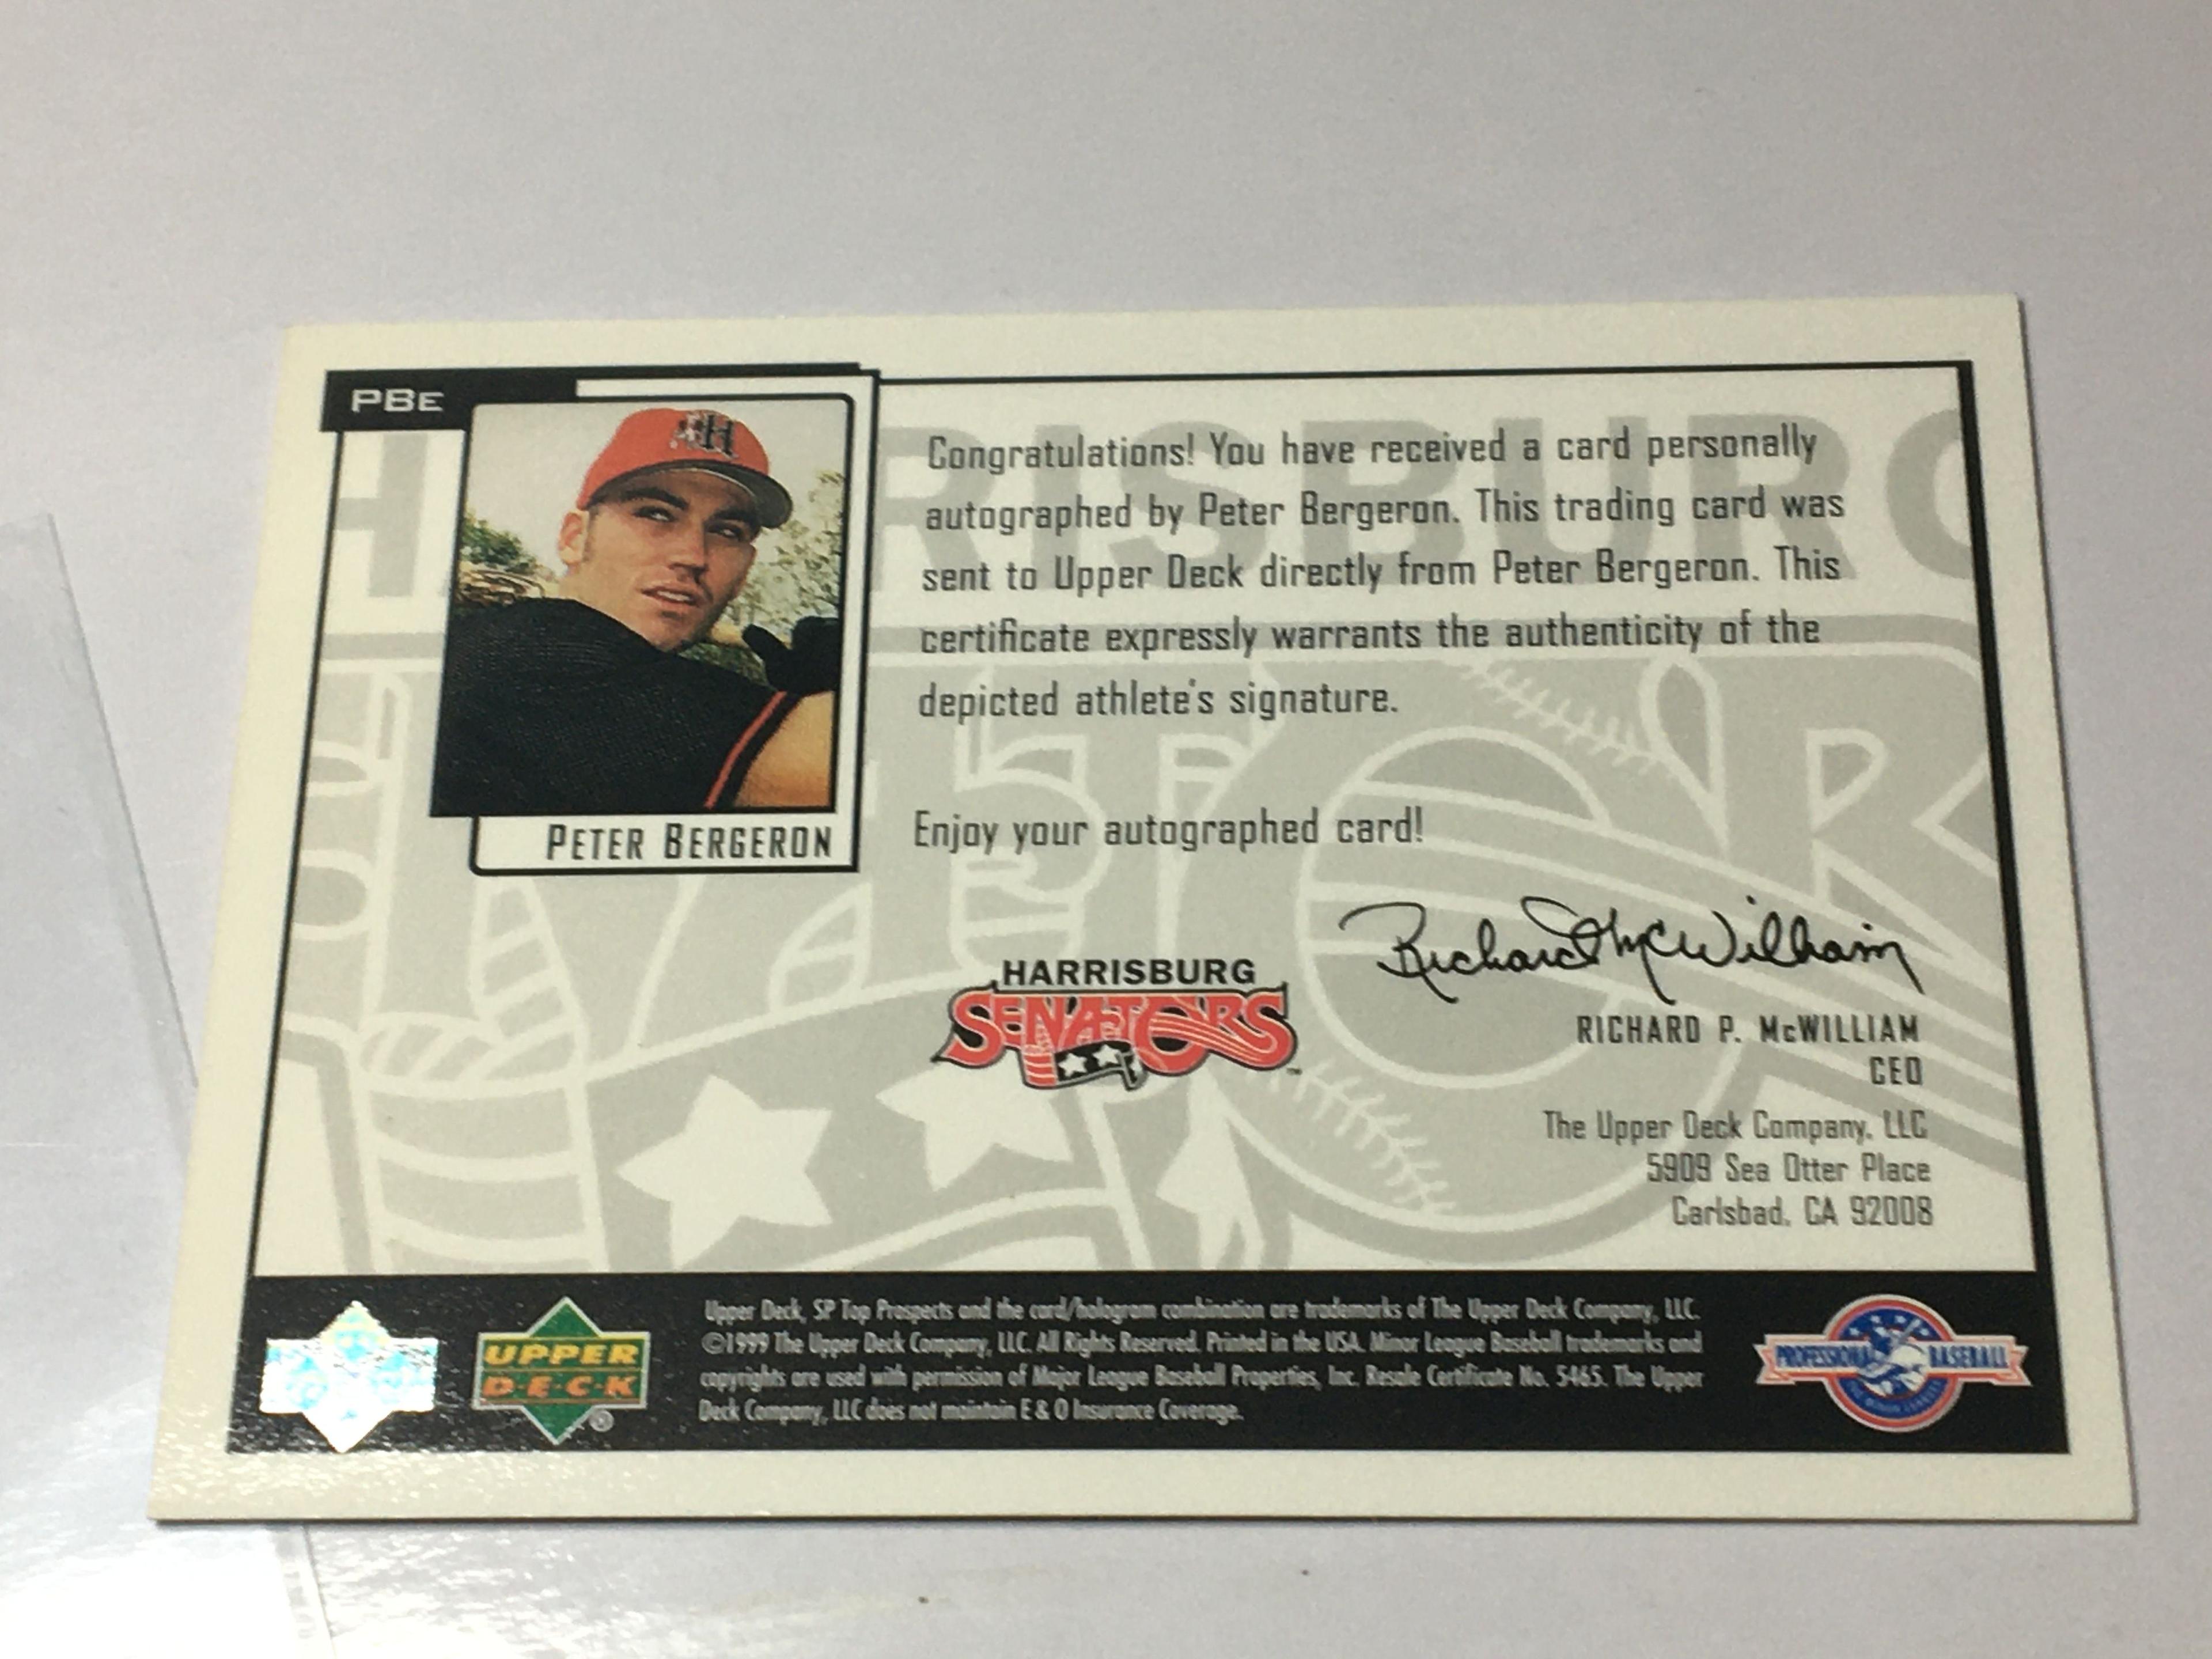 PBE
Congratulations! You have received a card personally
autographed by Peter Bergeron. This trading card was
sent to Upper Deck directly from Peter Bergeron. This
certificate expressly warrants the authenticity of the
depicted athlete's signature.
PETER BERGERON
Enjoy your autographed card!
Richard P. McWilliam
HARRISBURG
SENATORS
RICHARD P. McWILLIAM
CEO
The Upper Deck Company, LLC
5909 Sea Otter Place
Carlsbad, CA 92008
UPPER
D·E·C·K
Upper Deck, SP Top Prospects and the card/hologram combination are trademarks of The Upper Deck Company, LLC.
©1999 The Upper Deck Company, LLC. All Rights Reserved. Printed in the USA. Minor League Baseball trademarks and
copyrights are used with permission of Major League Baseball Properties, Inc. Resale Certificate No. 5465. The Upper
Deck Company, LLC does not maintain E & O Insurance Coverage.
PROFESSIONAL BASEBALL